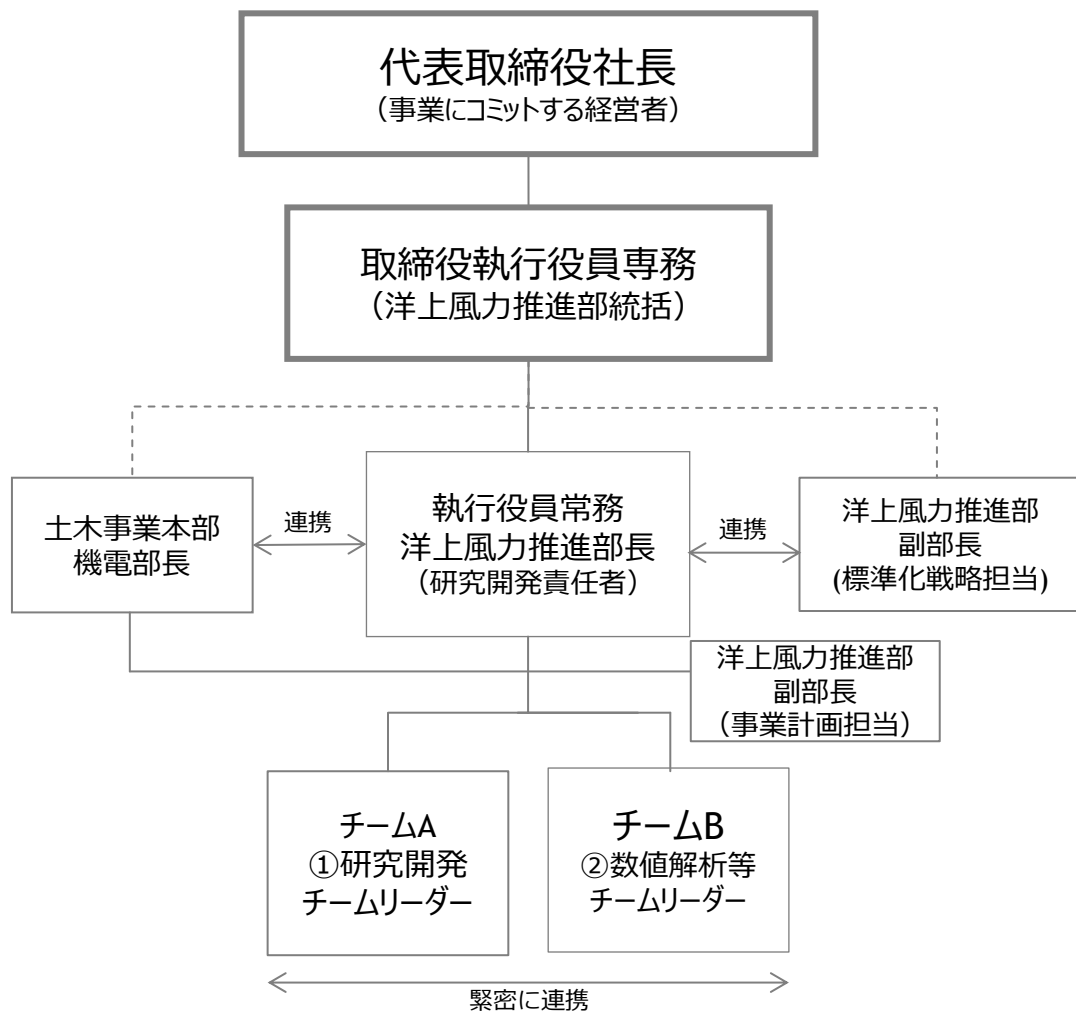 代表取締役社長
（事業にコミットする経営者）
取締役執行役員専務
（洋上風力推進部統括）
土木事業本部
機電部長
連携
執行役員常務
洋上風力推進部長
（研究開発責任者）
連携
洋上風力推進部
副部長
(標準化戦略担当)
洋上風力推進部
副部長
（事業計画担当）
チームA
①研究開発
チームリーダー
チームB
②数値解析等
チームリーダー
緊密に連携